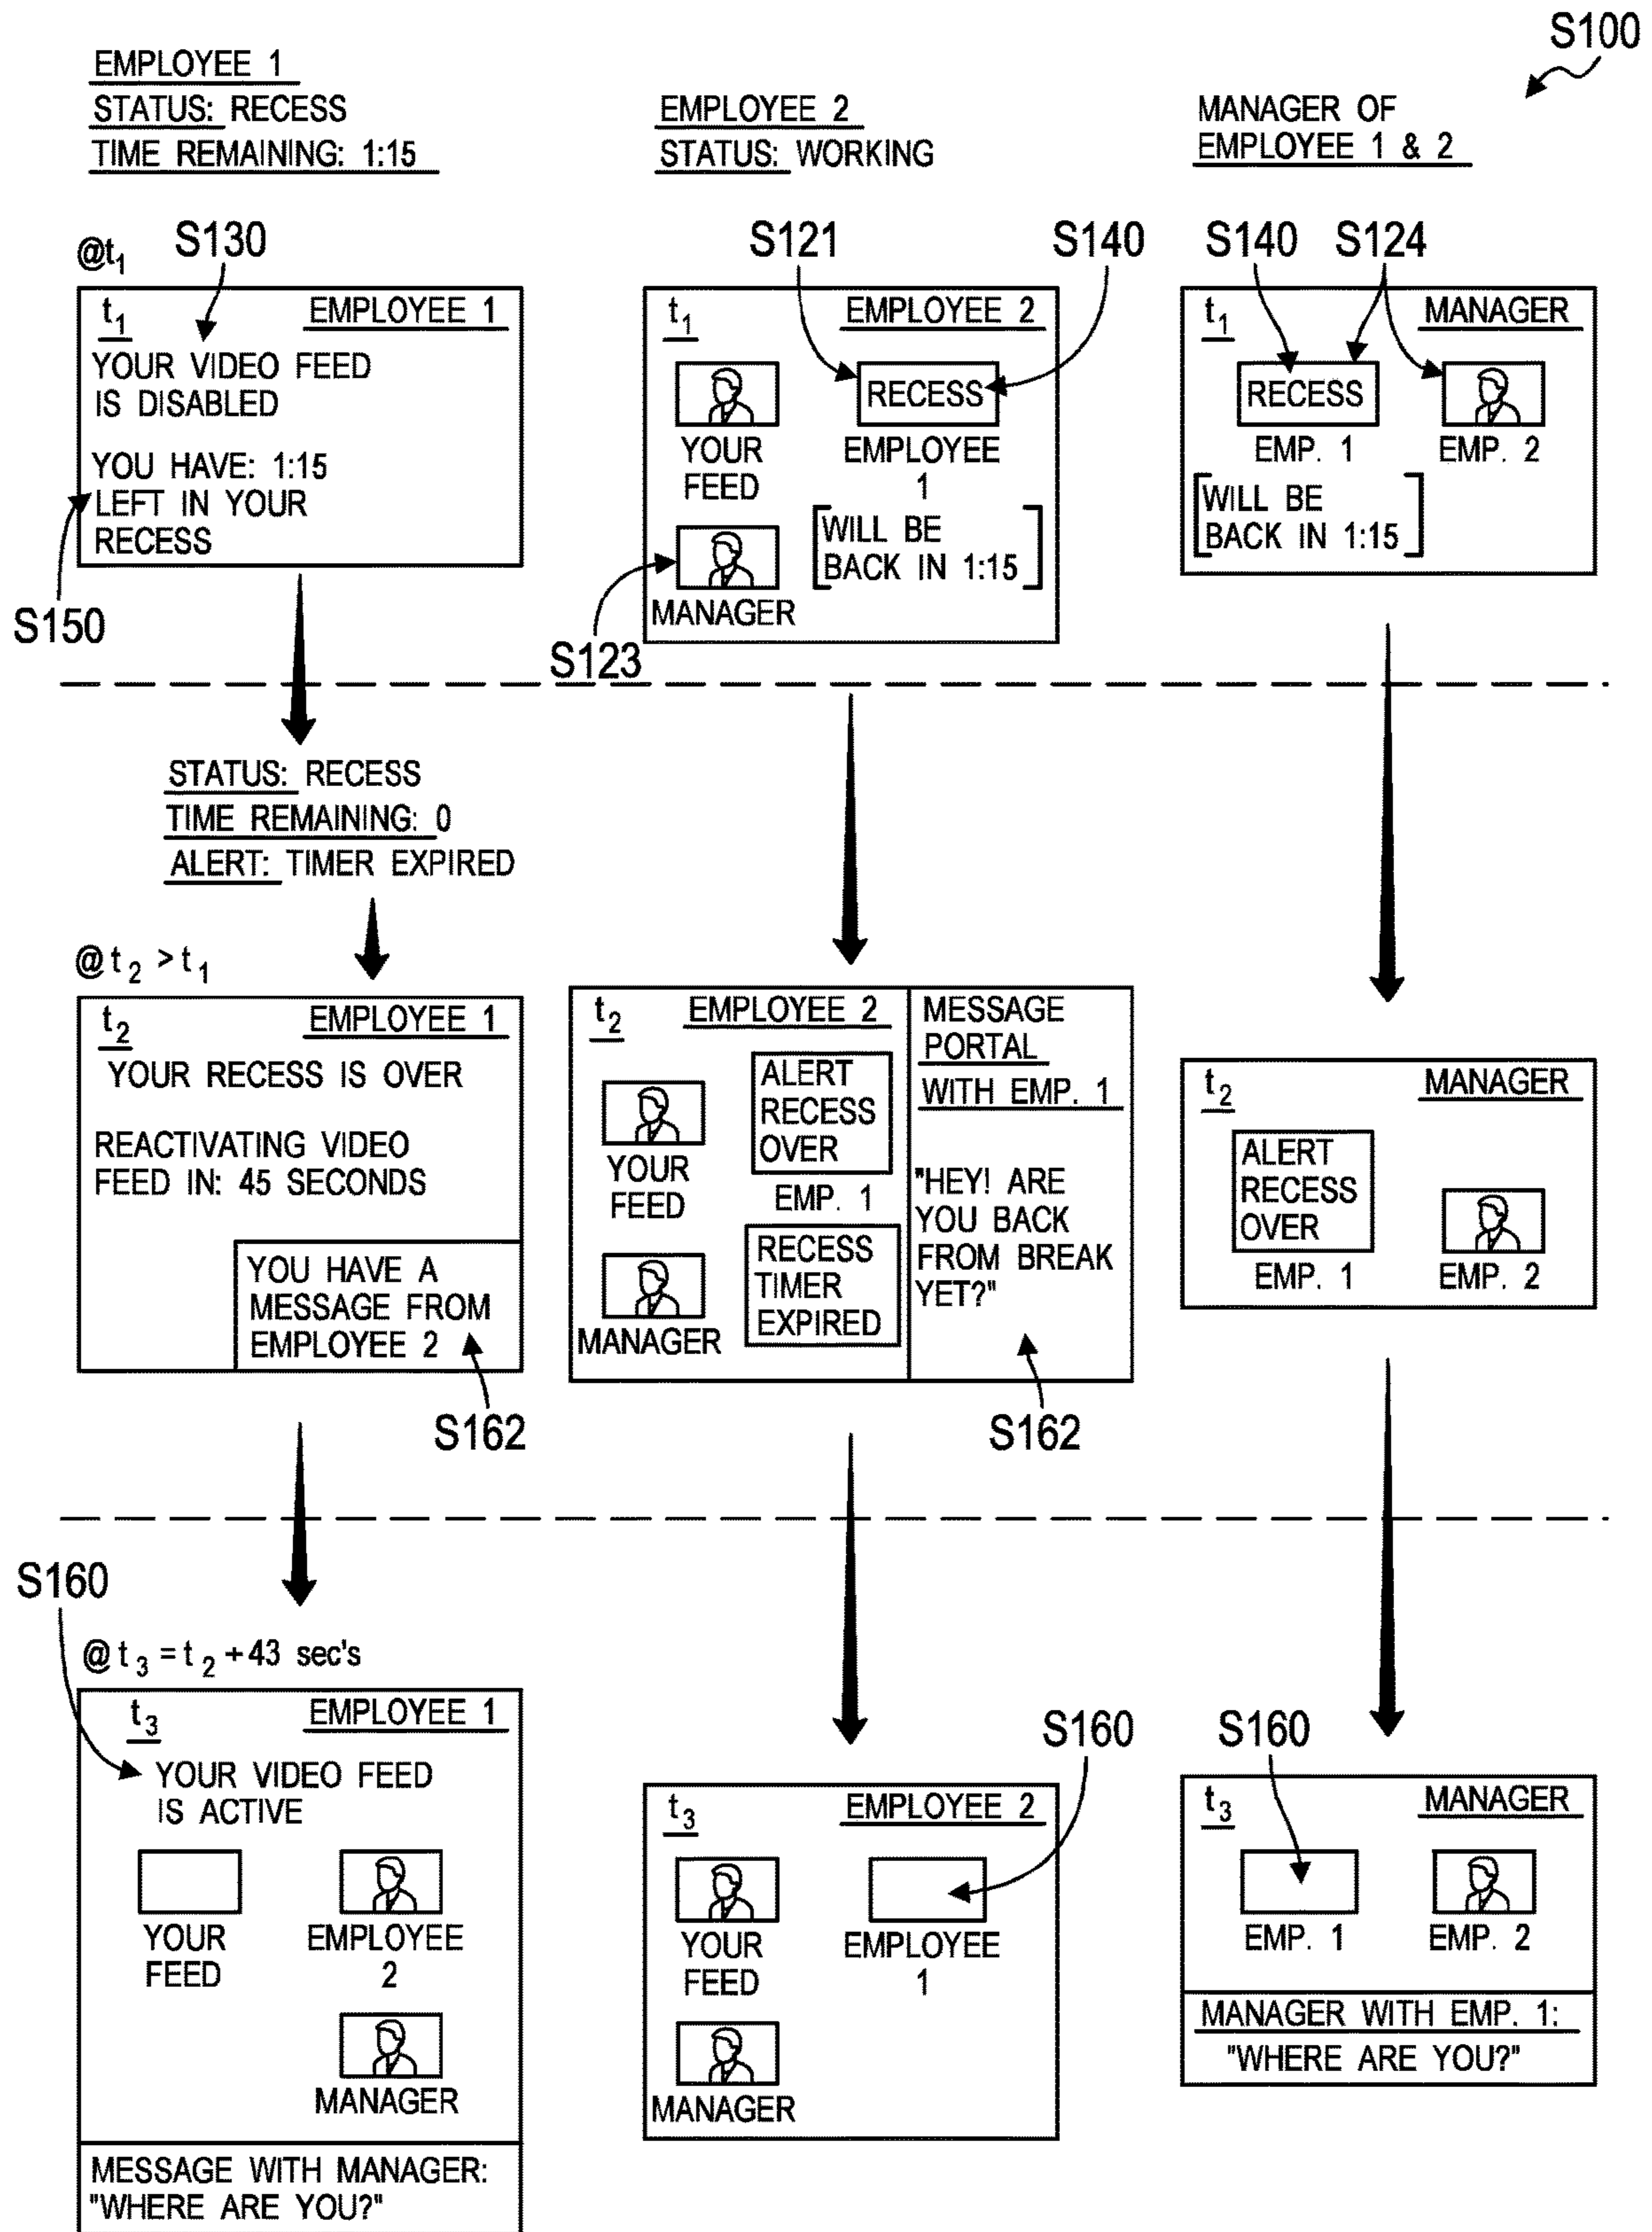 S100
EMPLOYEE 1
STATUS: RECESS
TIME REMAINING: 1:15
EMPLOYEE 2
STATUS: WORKING
MANAGER OF
EMPLOYEE 1 & 2
@t1
S130
t1 EMPLOYEE 1
YOUR VIDEO FEED
IS DISABLED
YOU HAVE: 1:15
LEFT IN YOUR
RECESS
S150
S121
S140
t1 EMPLOYEE 2
RECESS
YOUR
FEED
EMPLOYEE
1
[WILL BE
BACK IN 1:15]
MANAGER
S123
S140
S124
t1 MANAGER
RECESS
EMP. 1
EMP. 2
[WILL BE
BACK IN 1:15]
STATUS: RECESS
TIME REMAINING: 0
ALERT: TIMER EXPIRED
@t2 >t1
t2 EMPLOYEE 1
YOUR RECESS IS OVER
REACTIVATING VIDEO
FEED IN: 45 SECONDS
YOU HAVE A
MESSAGE FROM
EMPLOYEE 2
S162
t2 EMPLOYEE 2
YOUR
FEED
ALERT
RECESS
OVER
EMP. 1
MANAGER
RECESS
TIMER
EXPIRED
MESSAGE
PORTAL
WITH EMP. 1
"HEY! ARE
YOU BACK
FROM BREAK
YET?"
S162
t2 MANAGER
ALERT
RECESS
OVER
EMP. 1
EMP. 2
S160
@t3 =t2 +43 sec's
t3 EMPLOYEE 1
YOUR VIDEO FEED
IS ACTIVE
YOUR
FEED
EMPLOYEE
2
MANAGER
MESSAGE WITH MANAGER:
"WHERE ARE YOU?"
S160
t3 EMPLOYEE 2
YOUR
FEED
EMPLOYEE
1
MANAGER
S160
t3 MANAGER
EMP. 1
EMP. 2
MANAGER WITH EMP. 1:
"WHERE ARE YOU?"